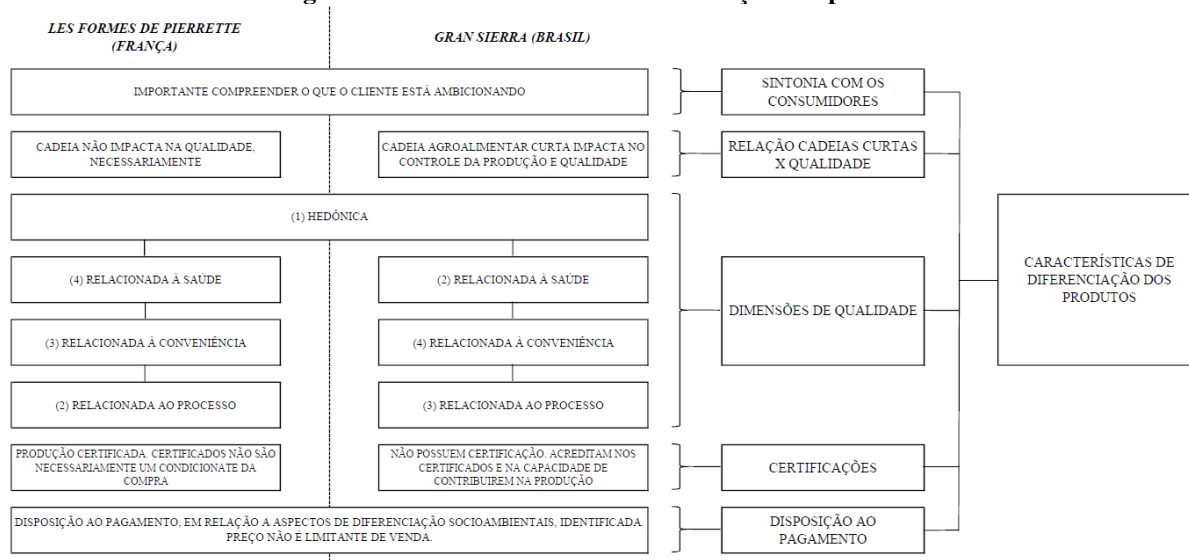 LES FORMES DE PIERRETTE
(FRANÇA)
GRAN SIERRA (BRASIL)
IMPORTANTE COMPREENDER O QUE O CLIENTE ESTÁ AMBICIONANDO
SINTONIA COM OS
CONSUMIDORES
CADEIA NÃO IMPACTA NA QUALIDADE,
NECESSARIAMENTE
CADEIA AGROALIMENTAR CURTA IMPACTA NO
CONTROLE DA PRODUÇÃO E QUALIDADE
RELAÇÃO CADEIAS CURTAS
X QUALIDADE
(1) HEDÔNICA
(4) RELACIONADA À SAÚDE
(2) RELACIONADA À SAÚDE
(3) RELACIONADA À CONVENIÊNCIA
(4) RELACIONADA À CONVENIÊNCIA
(2) RELACIONADA AO PROCESSO
(3) RELACIONADA AO PROCESSO
DIMENSÕES DE QUALIDADE
CARACTERÍSTICAS DE
DIFERENCIAÇÃO DOS
PRODUTOS
PRODUÇÃO CERTIFICADA. CERTIFICADOS NÃO SÃO
NECESSARIAMENTE UM CONDICIONATE DA
COMPRA
NÃO POSSUEM CERTIFICAÇÃO. ACREDITAM NOS
CERTIFICADOS E NA CAPACIDADE DE
CONTRIBUIREM NA PRODUÇÃO
CERTIFICAÇÕES
DISPOSIÇÃO AO PAGAMENTO, EM RELAÇÃO A ASPECTOS DE DIFERENCIAÇÃO SOCIOAMBIENTAIS, IDENTIFICADA.
PREÇO NÃO É LIMITANTE DE VENDA.
DISPOSIÇÃO AO
PAGAMENTO